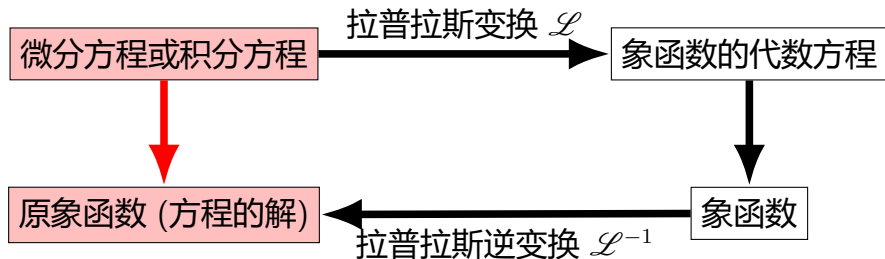 拉普拉斯变换 ℒ
微分方程或积分方程
象函数的代数方程
原象函数 (方程的解)
象函数
拉普拉斯逆变换 ℒ⁻¹